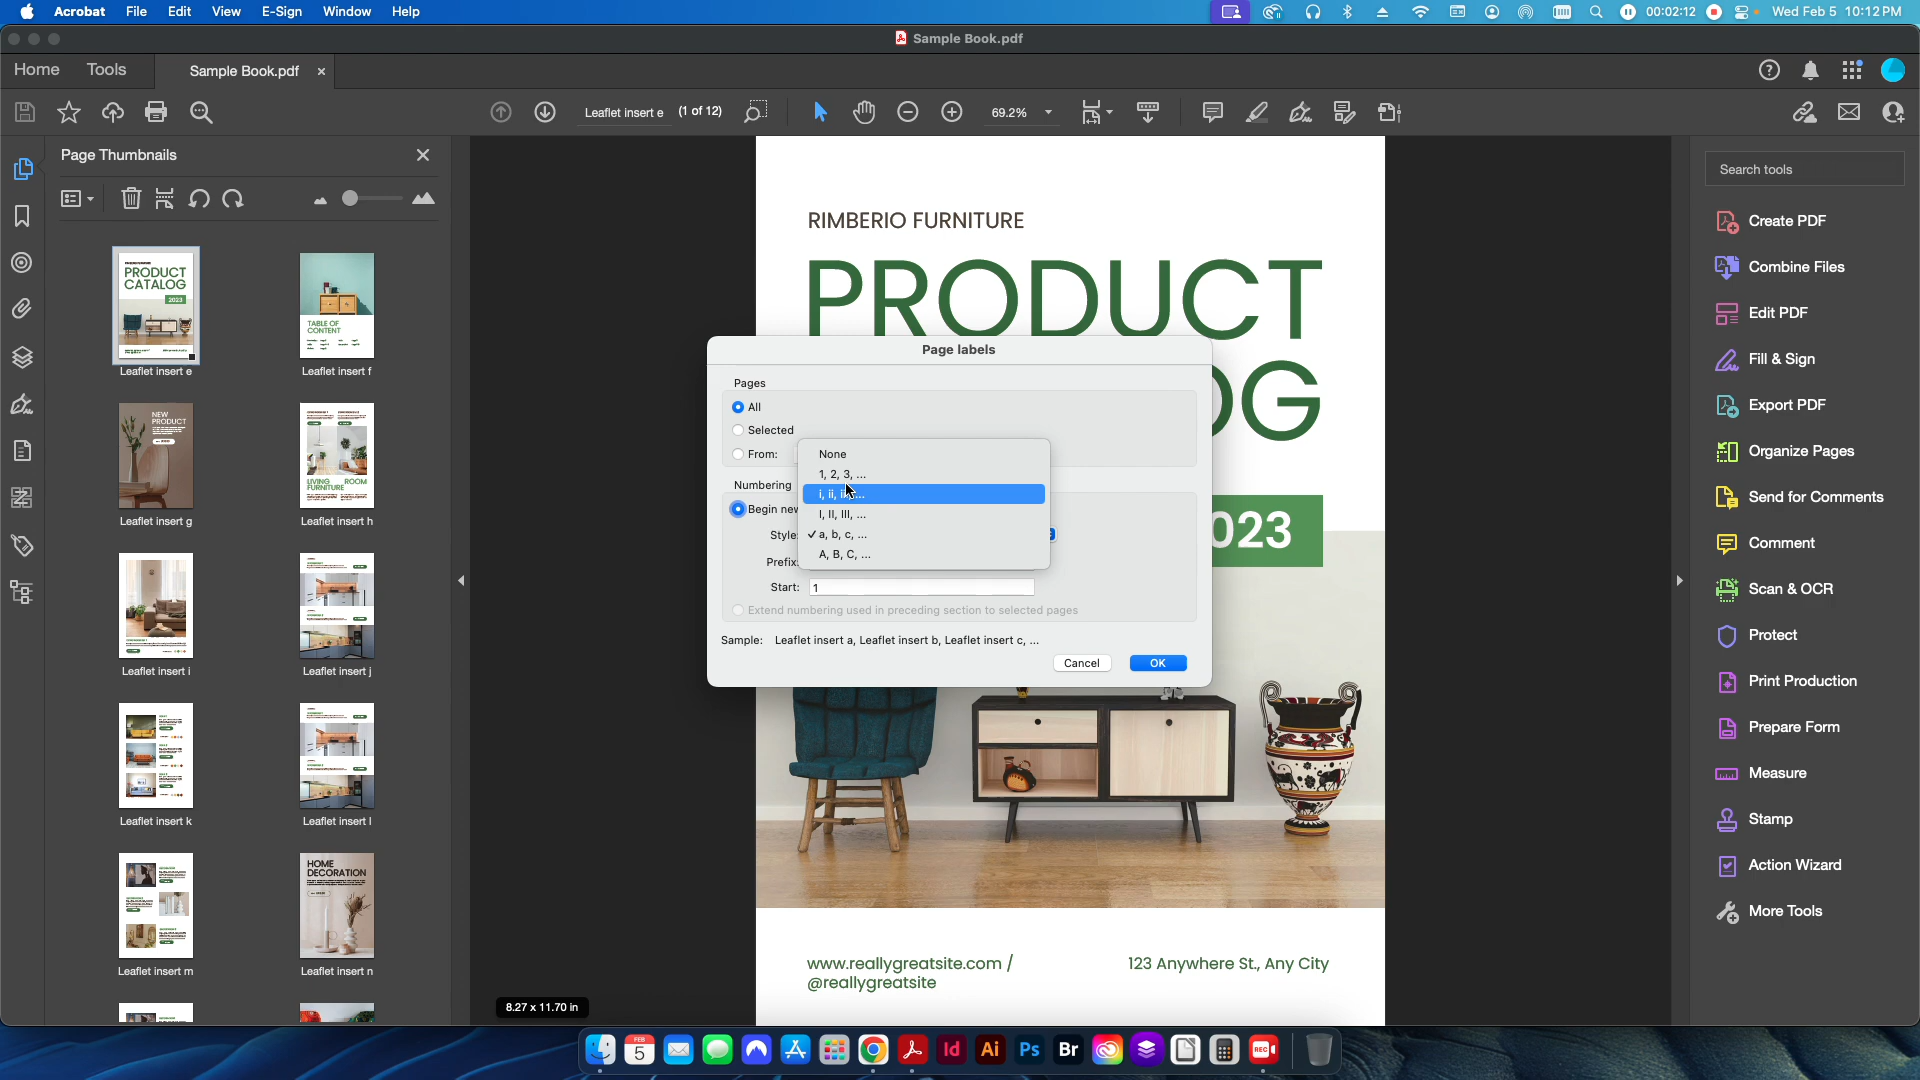 Acrobat File Edit View E-Sign Window Help
00:02:12 Wed Feb 5 10:12 PM
Sample Book.pdf
Home Tools Sample Book.pdf
Leaflet insert e (1 of 12) 69.2%
Page Thumbnails
PRODUCT
CATALOG
2023
Leaflet insert e
TABLE OF
CONTENT
Leaflet insert f
NEW
PRODUCT
Leaflet insert g
LIVING ROOM
FURNITURE
Leaflet insert h
Leaflet insert i
Leaflet insert j
Leaflet insert k
Leaflet insert l
Leaflet insert m
HOME
DECORATION
Leaflet insert n
RIMBERIO FURNITURE
PRODUCT
OG
023
www.reallygreatsite.com /
@reallygreatsite
123 Anywhere St., Any City
8.27 x 11.70 in
Page labels
Pages
All
Selected
From:
Numbering
Begin new
Style:
Prefix:
Start: 1
None
1, 2, 3, ...
I, II, III, ...
a, b, c, ...
A, B, C, ...
Extend numbering used in preceding section to selected pages
Sample: Leaflet insert a, Leaflet insert b, Leaflet insert c, ...
Cancel OK
Search tools
Create PDF
Combine Files
Edit PDF
Fill & Sign
Export PDF
Organize Pages
Send for Comments
Comment
Scan & OCR
Protect
Print Production
Prepare Form
Measure
Stamp
Action Wizard
More Tools
FEB
5
Id
Ai
Ps
Br
REC